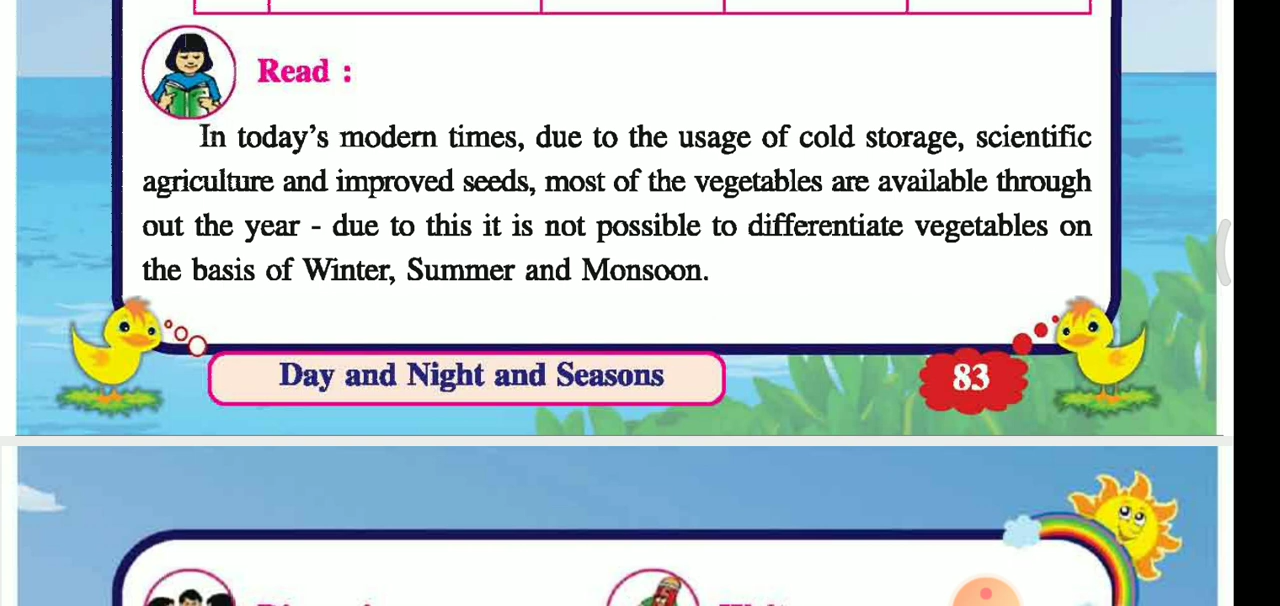 Read :
In today's modern times, due to the usage of cold storage, scientific
agriculture and improved seeds, most of the vegetables are available through
out the year - due to this it is not possible to differentiate vegetables on
the basis of Winter, Summer and Monsoon.
Day and Night and Seasons
83